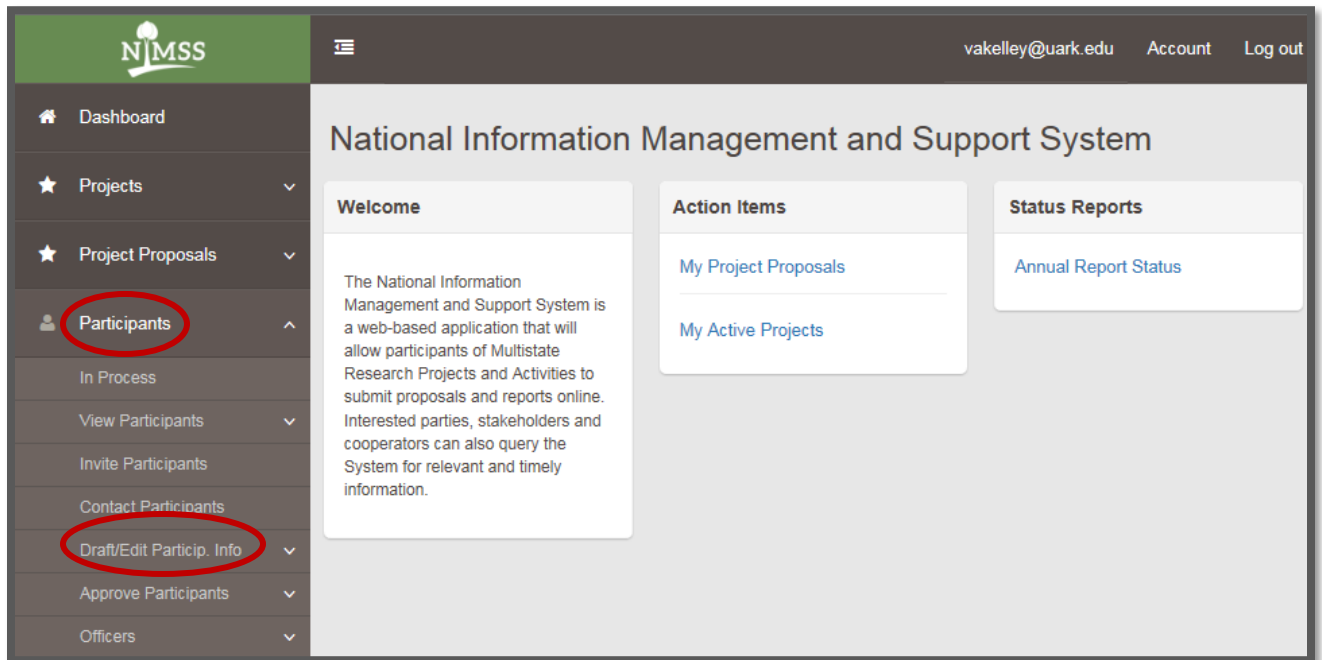 NIMSS
vakelley@uark.edu Account Log out
Dashboard
Projects
Project Proposals
Participants
In Process
View Participants
Invite Participants
Contact Participants
Draft/Edit Particip. Info
Approve Participants
Officers
National Information Management and Support System
Welcome
The National Information
Management and Support System is
a web-based application that will
allow participants of Multistate
Research Projects and Activities to
submit proposals and reports online.
Interested parties, stakeholders and
cooperators can also query the
System for relevant and timely
information.
Action Items
My Project Proposals
My Active Projects
Status Reports
Annual Report Status